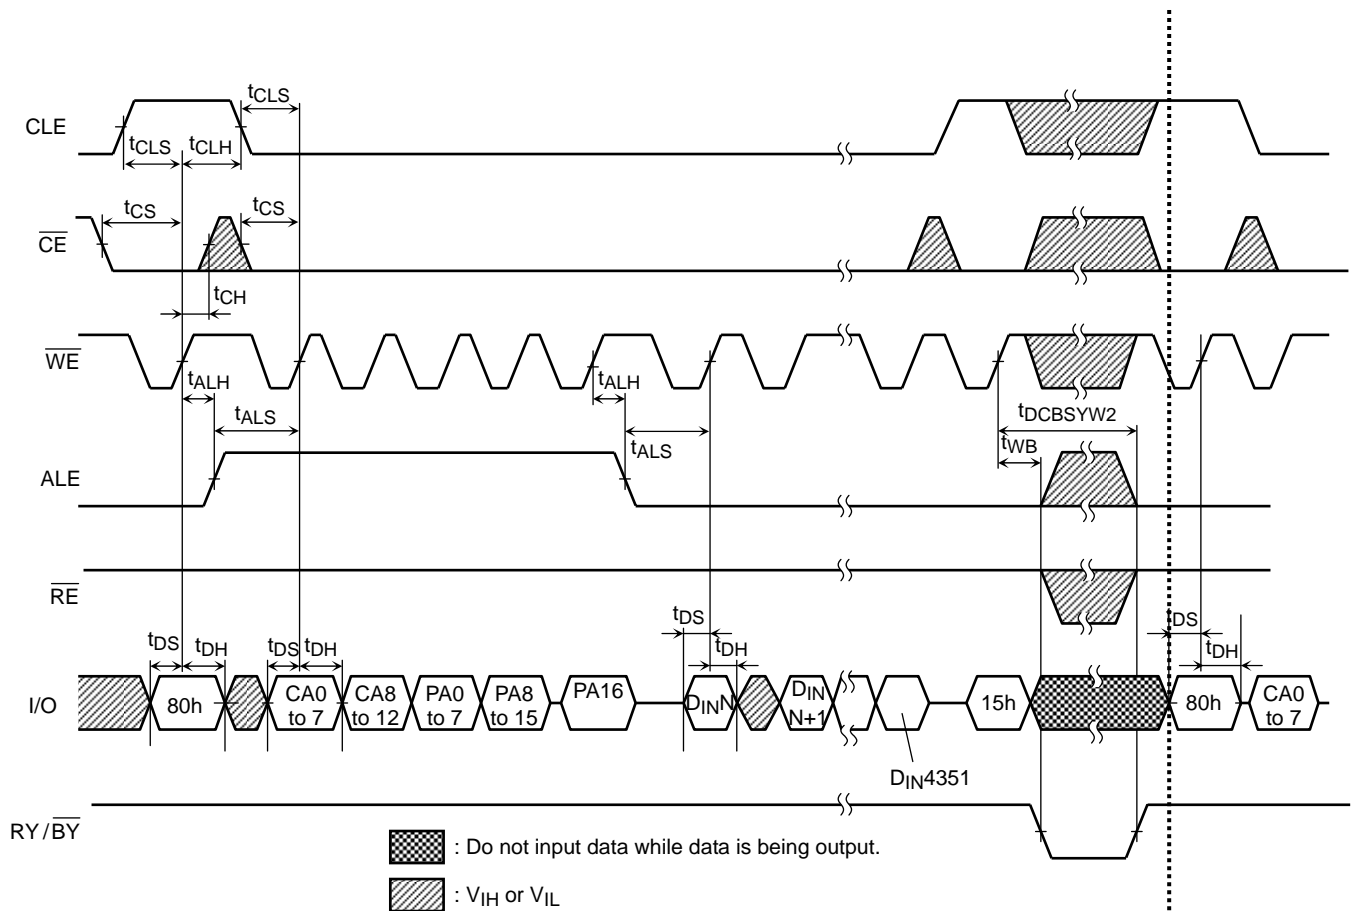 tCLS
CLE
tCLS
tCLH
tCS
tCS
CE
tCH
WE
tALH
tALH
tDCBSYW2
tALS
tALS
tWB
ALE
RE
tDS
tDH
tDS
tDH
tDS
tDH
tDS
tDH
I/O
80h
CA0
to 7
CA8
to 12
PA0
to 7
PA8
to 15
PA16
DINN
DIN
N+1
15h
80h
CA0
to 7
DIN4351
RY/BY
: Do not input data while data is being output.
: VIH or VIL